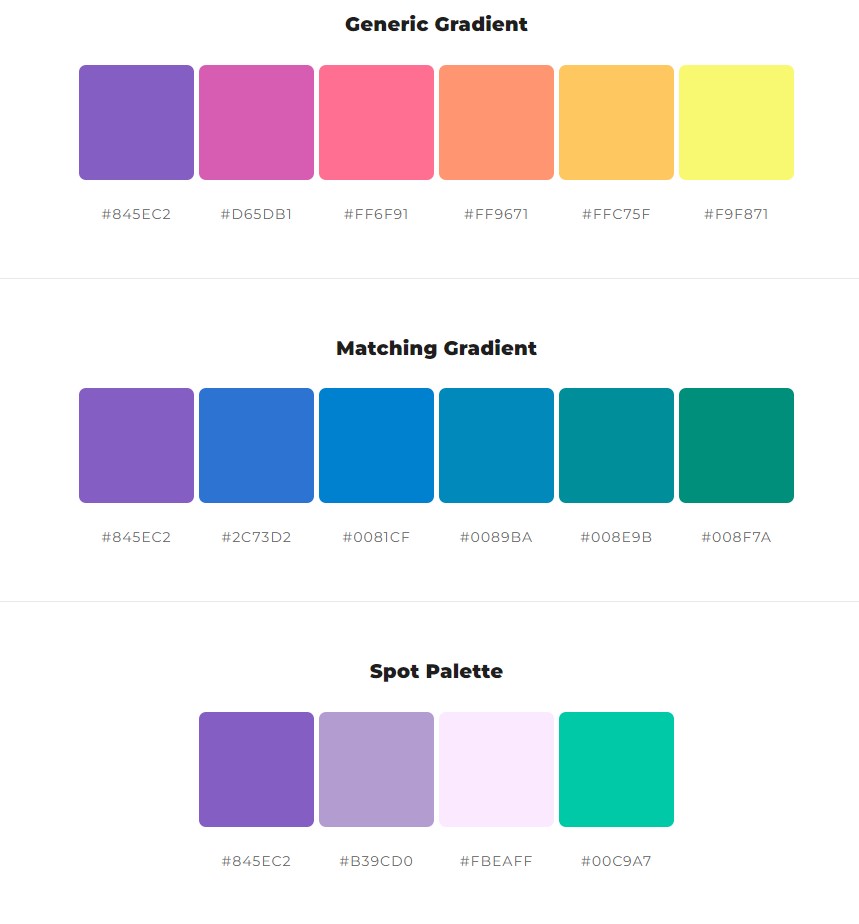 Generic Gradient
#845EC2 #D65DB1 #FF6F91 #FF9671 #FFC75F #F9F871
Matching Gradient
#845EC2 #2C73D2 #0081CF #0089BA #008E9B #008F7A
Spot Palette
#845EC2 #B39CD0 #FBEAFF #00C9A7